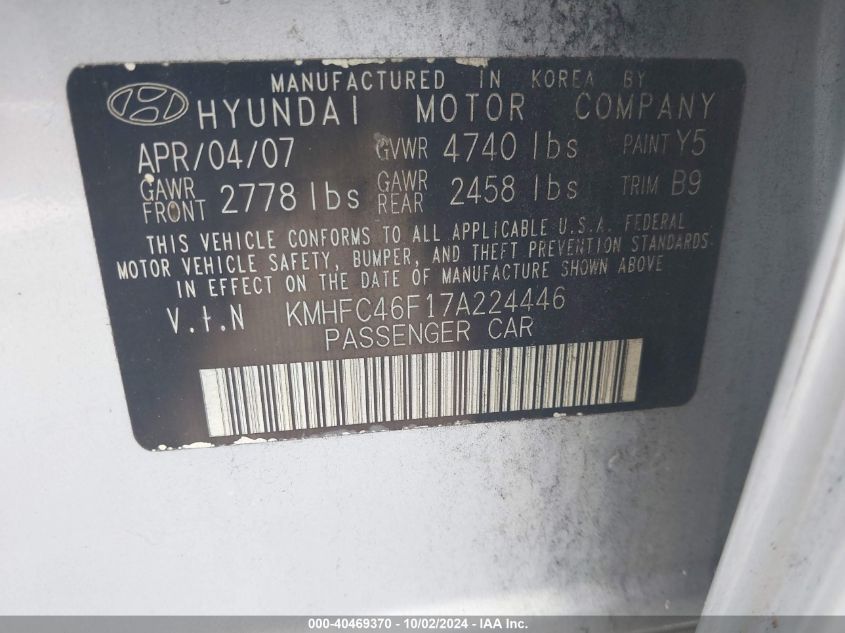 MANUFACTURED IN KOREA BY
HYUNDAI MOTOR COMPANY
APR/04/07 GVWR 4740 lbs PAINT Y5
GAWR FRONT 2778 lbs GAWR REAR 2458 lbs TRIM B9
THIS VEHICLE CONFORMS TO ALL APPLICABLE U.S.A. FEDERAL
MOTOR VEHICLE SAFETY, BUMPER, AND THEFT PREVENTION STANDARDS
IN EFFECT ON THE DATE OF MANUFACTURE SHOWN ABOVE
V.I.N KMHFC46F17A224446
PASSENGER CAR
000-40469370 - 10/02/2024 - IAA Inc.